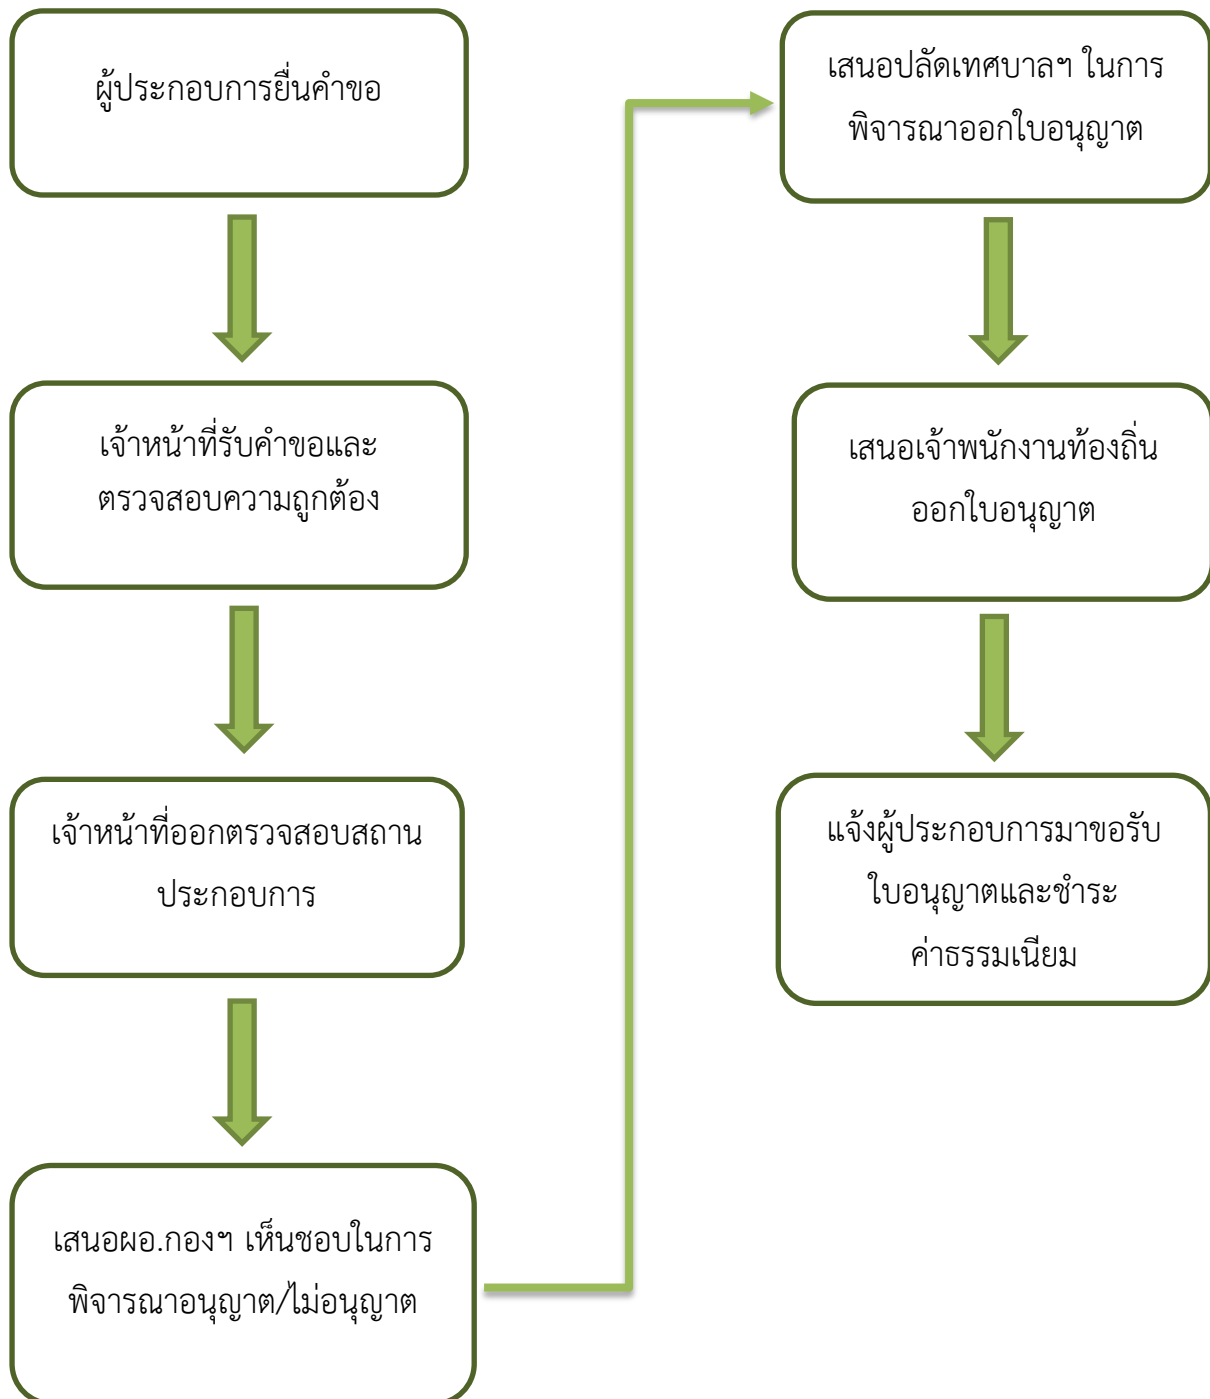 ผู้ประกอบการยื่นคำขอ
เจ้าหน้าที่รับคำขอและ
ตรวจสอบความถูกต้อง
เจ้าหน้าที่ออกตรวจสอบสถาน
ประกอบการ
เสนอผอ.กองฯ เห็นชอบในการ
พิจารณาอนุญาต/ไม่อนุญาต
เสนอปลัดเทศบาลฯ ในการ
พิจารณาออกใบอนุญาต
เสนอเจ้าพนักงานท้องถิ่น
ออกใบอนุญาต
แจ้งผู้ประกอบการมาขอรับ
ใบอนุญาตและชำระ
ค่าธรรมเนียม